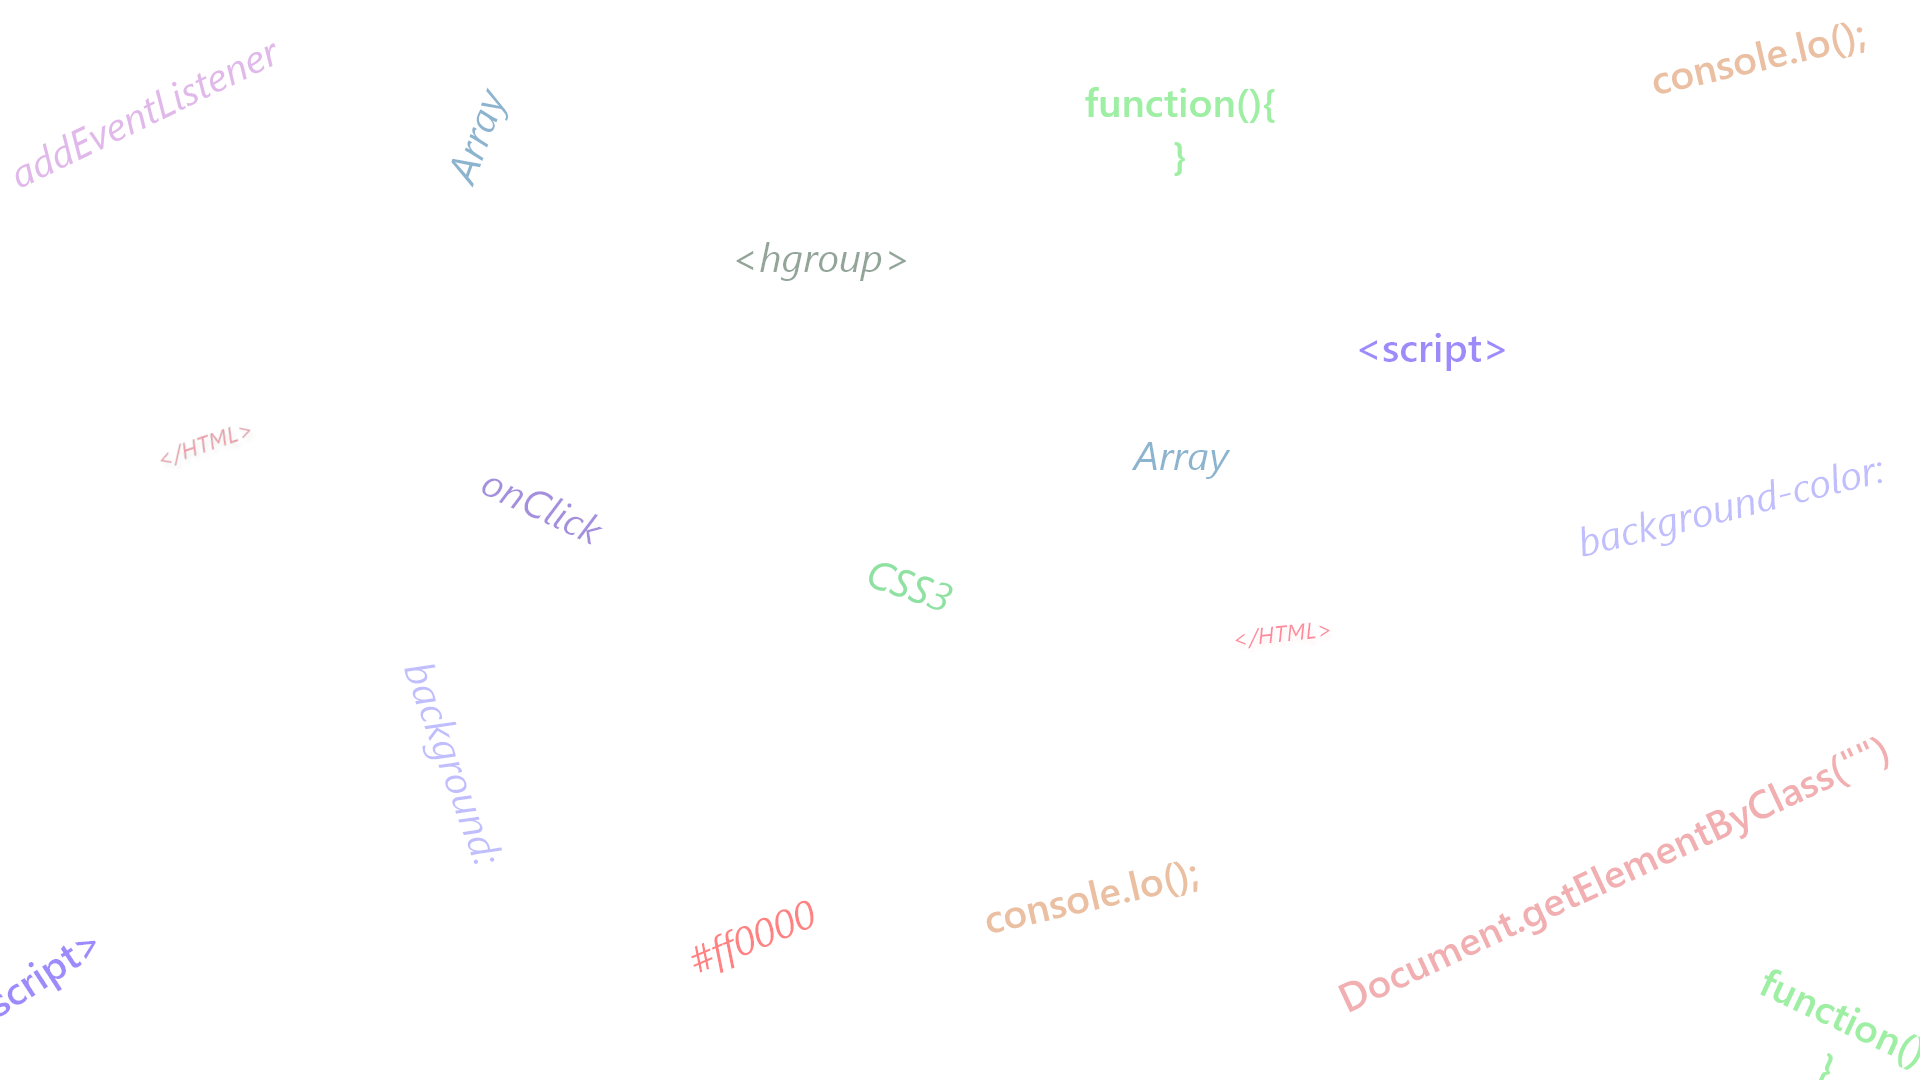 addEventListener
Array
function(){
}
console.lo();
<hgroup>
<script>
</HTML>
Array
onClick
background-color:
CSS3
</HTML>
background:
Document.getElementByClass("")
console.lo();
#ff0000
script>
function()
}